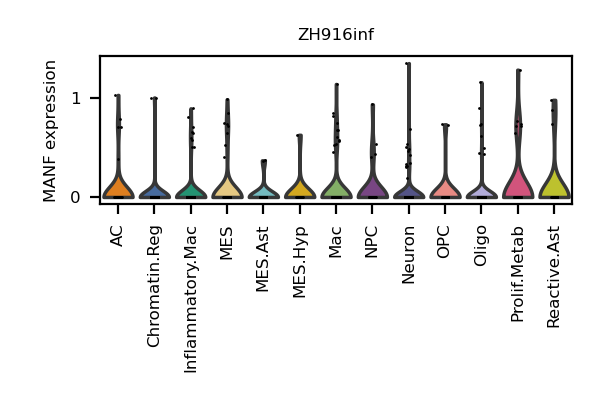 ZH916inf
MANF expression
1
0
AC
Chromatin.Reg
Inflammatory.Mac
MES
MES.Ast
MES.Hyp
Mac
NPC
Neuron
OPC
Oligo
Prolif.Metab
Reactive.Ast